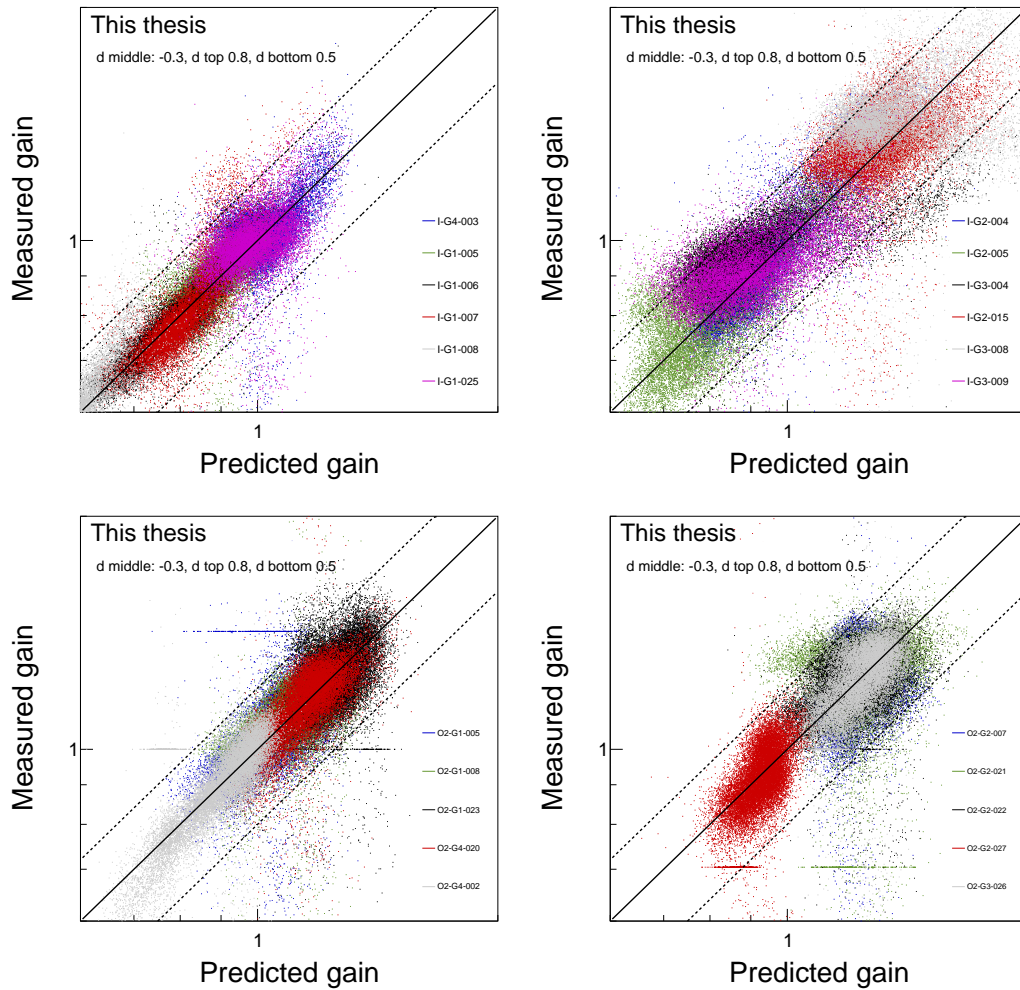 This thesis
d middle: -0.3, d top 0.8, d bottom 0.5
Measured gain
1
I-G4-003
I-G1-005
I-G1-006
I-G1-007
I-G1-008
I-G1-025
1
Predicted gain
This thesis
d middle: -0.3, d top 0.8, d bottom 0.5
Measured gain
1
I-G2-004
I-G2-005
I-G3-004
I-G2-015
I-G3-008
I-G3-009
1
Predicted gain
This thesis
d middle: -0.3, d top 0.8, d bottom 0.5
Measured gain
1
O2-G1-005
O2-G1-008
O2-G1-023
O2-G4-020
O2-G4-002
1
Predicted gain
This thesis
d middle: -0.3, d top 0.8, d bottom 0.5
Measured gain
1
O2-G2-007
O2-G2-021
O2-G2-022
O2-G2-027
O2-G3-026
1
Predicted gain